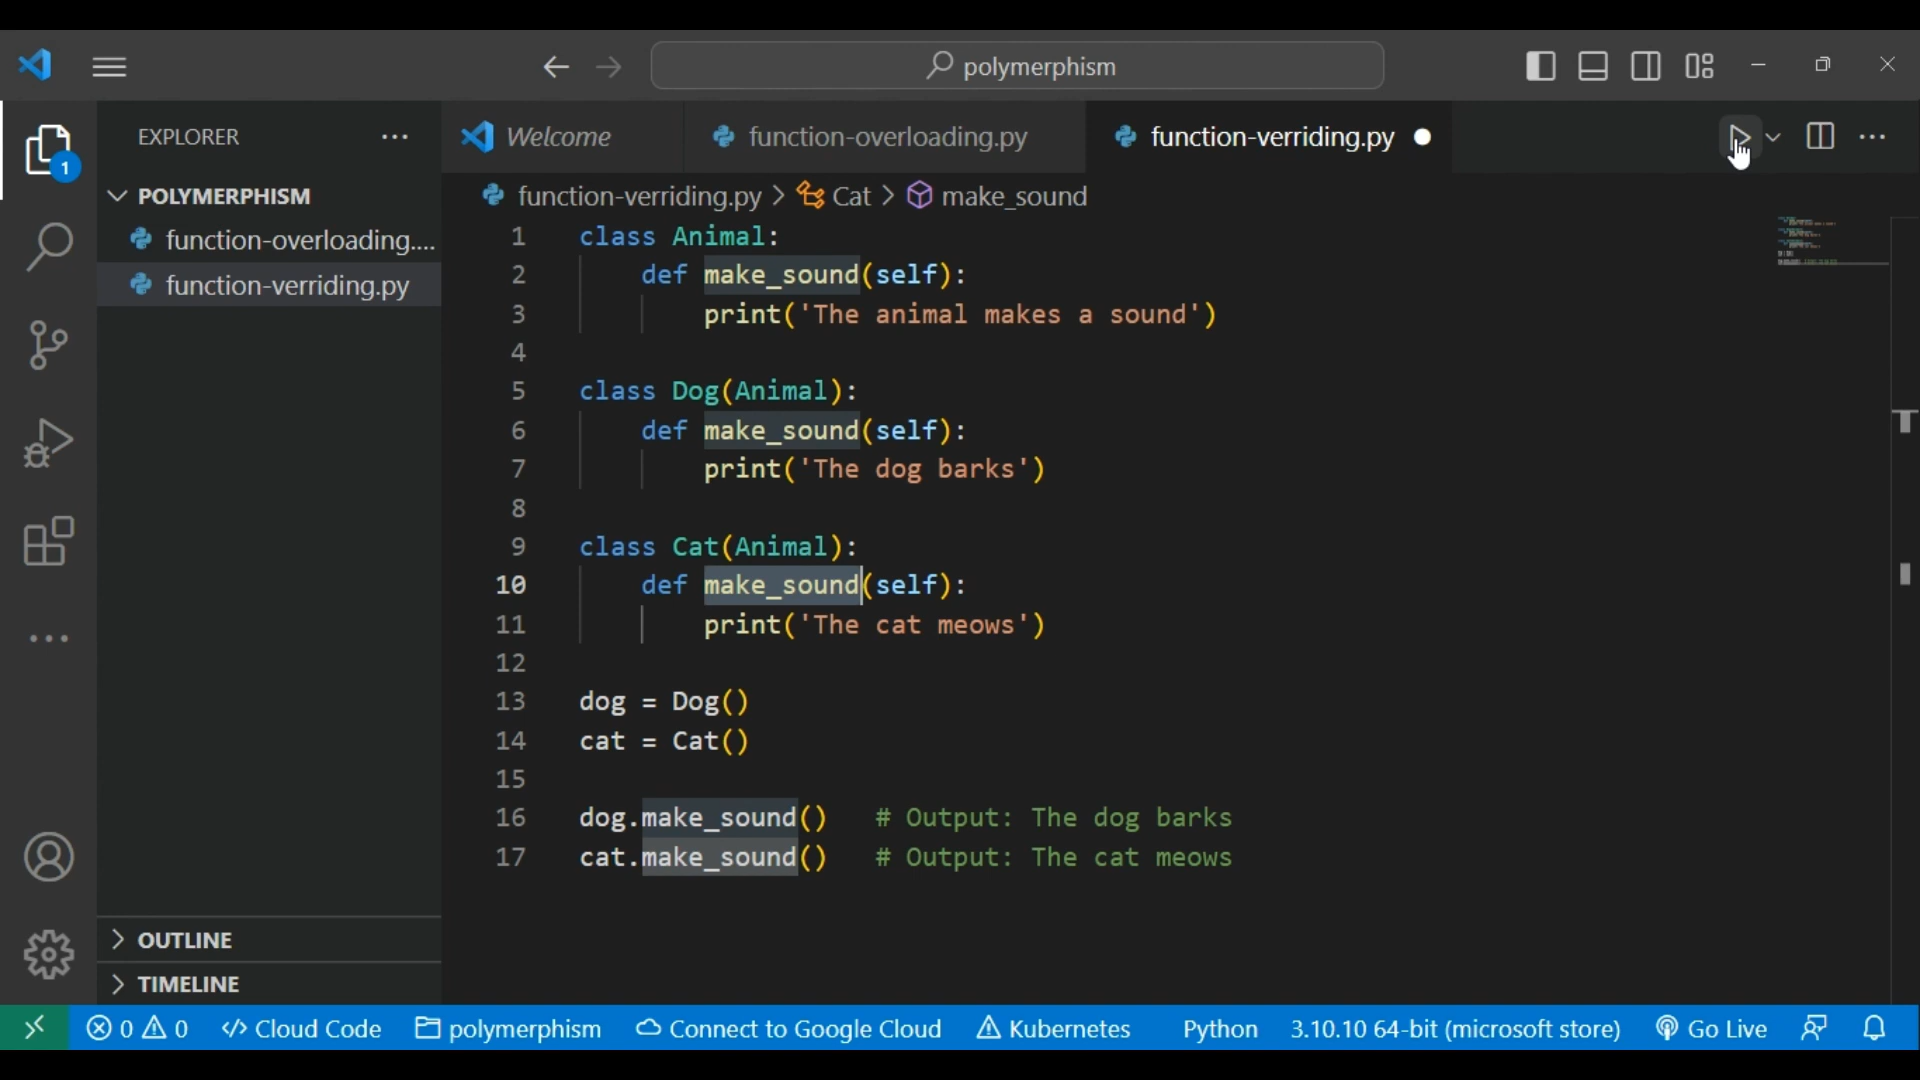 polymerphism
EXPLORER ...
Welcome function-overloading.py function-verriding.py
POLYMERPHISM
function-overloading....
function-verriding.py
function-verriding.py > Cat > make_sound
1 class Animal:
2     def make_sound(self):
3         print('The animal makes a sound')
4
5 class Dog(Animal):
6     def make_sound(self):
7         print('The dog barks')
8
9 class Cat(Animal):
10     def make_sound(self):
11         print('The cat meows')
12
13 dog = Dog()
14 cat = Cat()
15
16 dog.make_sound()   # Output: The dog barks
17 cat.make_sound()   # Output: The cat meows
1
OUTLINE
TIMELINE
0 0 Cloud Code polymerphism Connect to Google Cloud Kubernetes Python 3.10.10 64-bit (microsoft store) Go Live